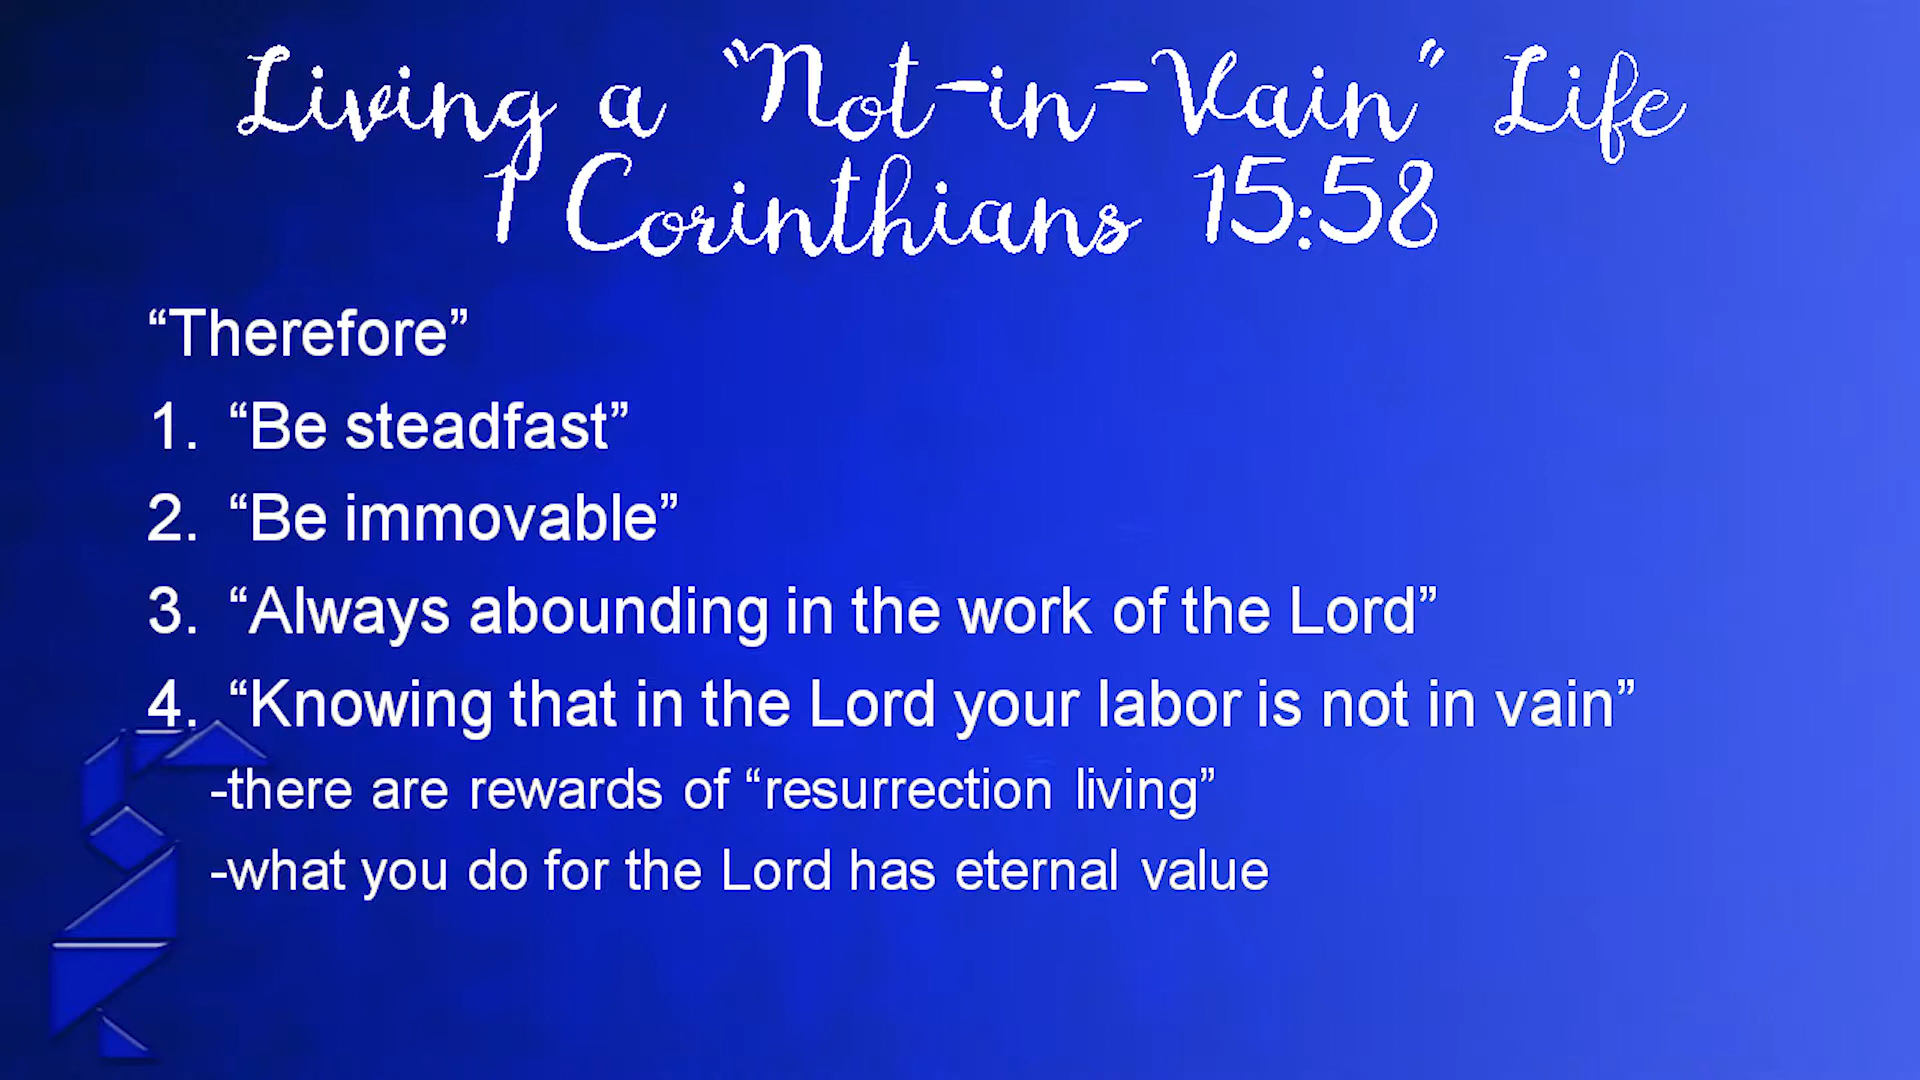 Living a "Not-in-Vain" Life
1 Corinthians 15:58
“Therefore”
1. “Be steadfast”
2. “Be immovable”
3. “Always abounding in the work of the Lord”
4. “Knowing that in the Lord your labor is not in vain”
-there are rewards of “resurrection living”
-what you do for the Lord has eternal value